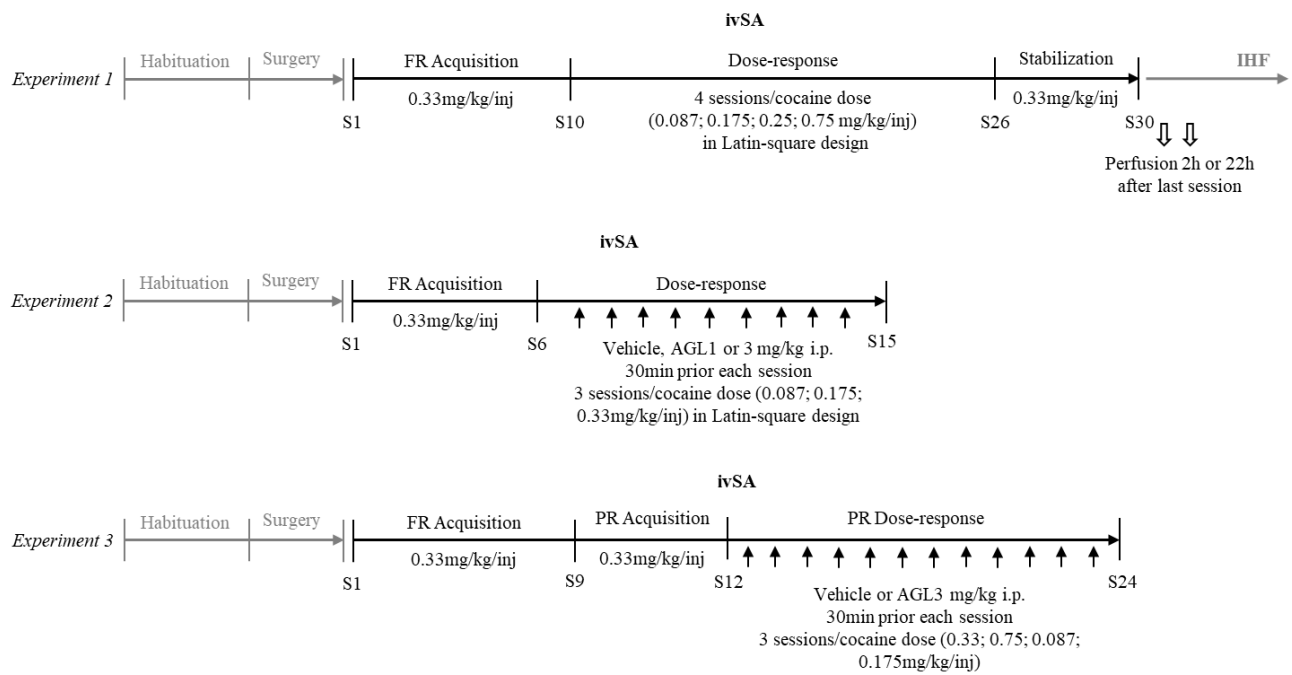 ivSA
Experiment 1
Habituation
Surgery
FR Acquisition
0.33mg/kg/inj
Dose-response
4 sessions/cocaine dose
(0.087; 0.175; 0.25; 0.75 mg/kg/inj)
in Latin-square design
Stabilization
0.33mg/kg/inj
IHF
S1
S10
S26
S30
Perfusion 2h or 22h
after last session
ivSA
Experiment 2
Habituation
Surgery
FR Acquisition
0.33mg/kg/inj
Dose-response
S1
S6
S15
Vehicle, AGL1 or 3 mg/kg i.p.
30min prior each session
3 sessions/cocaine dose (0.087; 0.175;
0.33mg/kg/inj) in Latin-square design
ivSA
Experiment 3
Habituation
Surgery
FR Acquisition
0.33mg/kg/inj
PR Acquisition
0.33mg/kg/inj
PR Dose-response
S1
S9
S12
S24
Vehicle or AGL3 mg/kg i.p.
30min prior each session
3 sessions/cocaine dose (0.33; 0.75; 0.087;
0.175mg/kg/inj)